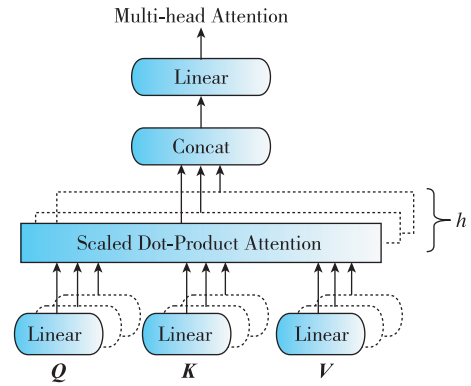 Multi-head Attention
Linear
Concat
h
Scaled Dot-Product Attention
Linear Linear Linear
Q K V